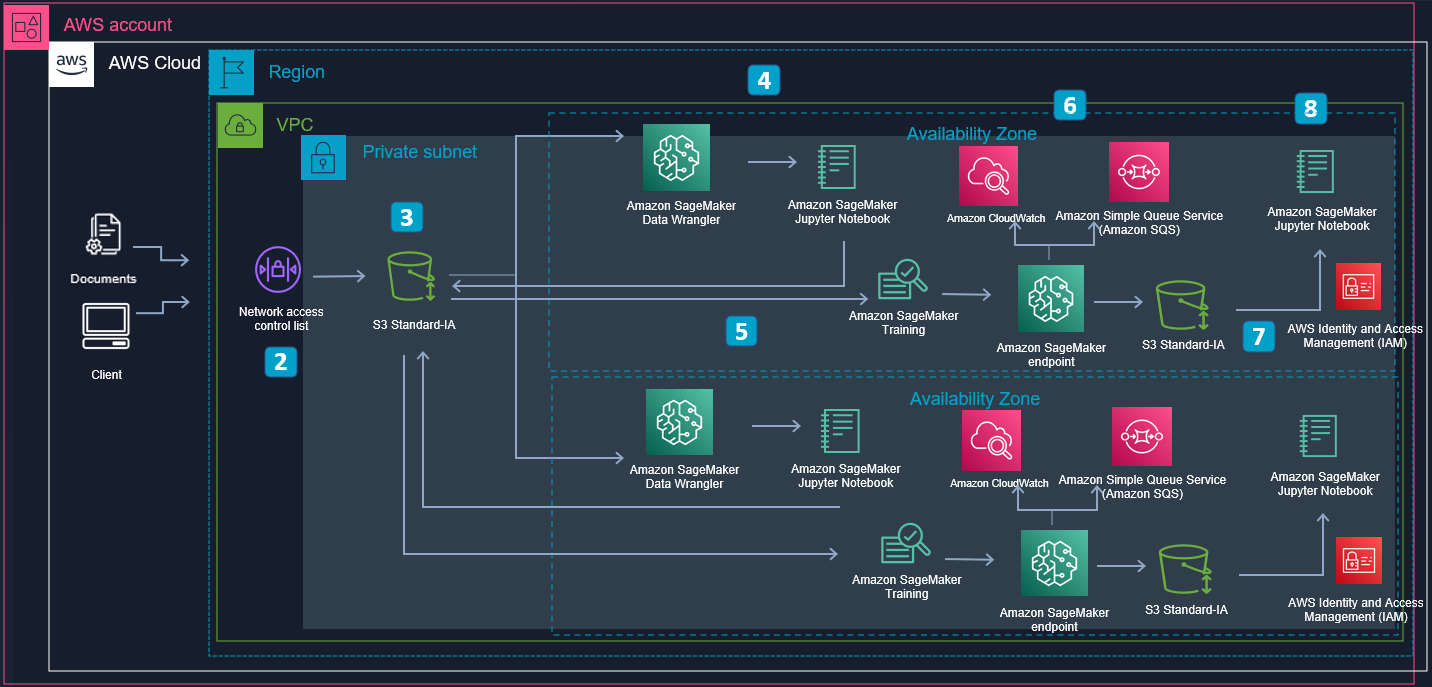 AWS account
aws
AWS Cloud
Region
4
6
8
VPC
Availability Zone
Private subnet
Amazon SageMaker
Data Wrangler
Amazon SageMaker
Jupyter Notebook
Amazon CloudWatch
Amazon Simple Queue Service
(Amazon SQS)
Amazon SageMaker
Jupyter Notebook
3
Documents
Network access
control list
S3 Standard-IA
2
Client
5
Amazon SageMaker
Training
Amazon SageMaker
endpoint
S3 Standard-IA
7
AWS Identity and Access
Management (IAM)
Availability Zone
Amazon SageMaker
Data Wrangler
Amazon SageMaker
Jupyter Notebook
Amazon CloudWatch
Amazon Simple Queue Service
(Amazon SQS)
Amazon SageMaker
Jupyter Notebook
Amazon SageMaker
Training
Amazon SageMaker
endpoint
S3 Standard-IA
AWS Identity and Access
Management (IAM)